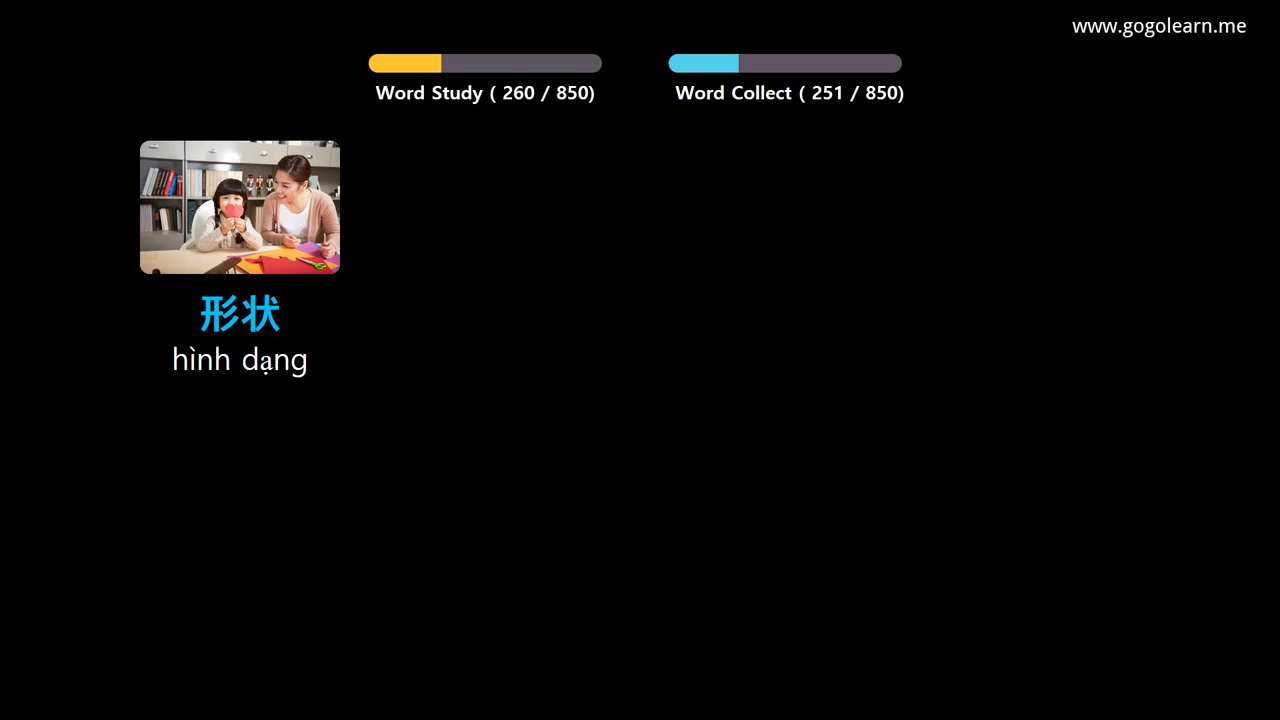 www.gogolearn.me
Word Study ( 260 / 850)
Word Collect ( 251 / 850)
形状
hình dạng